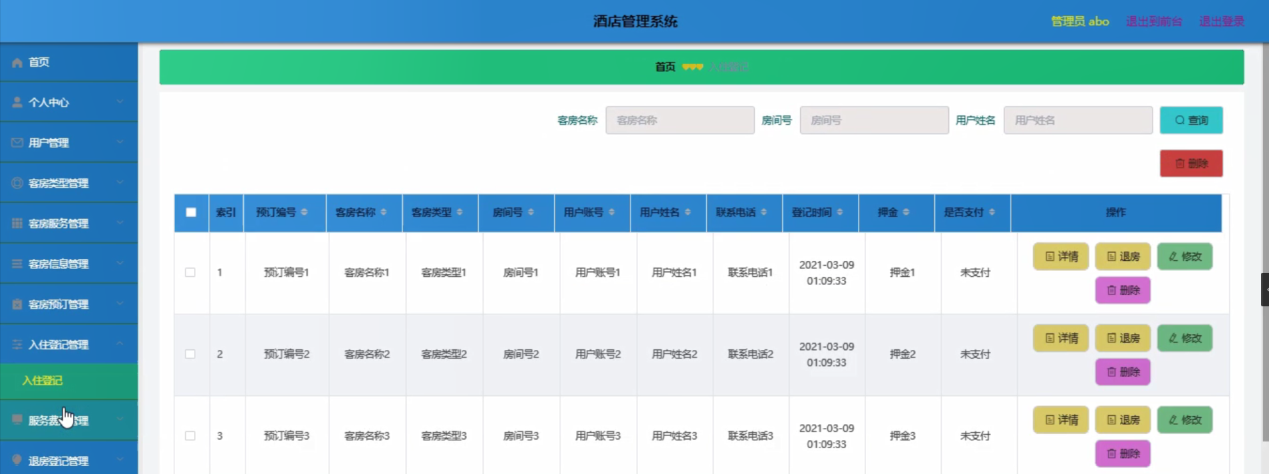 酒店管理系统
管理员 abo 退出到前台 退出登录
首页
个人中心
用户管理
客房类型管理
客房服务管理
客房信息管理
客房预订管理
入住登记管理
入住登记
退房登记管理
首页 入住登记
客房名称 客房名称 房间号 房间号 用户姓名 用户姓名 查询
删除
索引 预订编号 客房名称 客房类型 房间号 用户账号 用户姓名 联系电话 登记时间 押金 是否支付 操作
1 预订编号1 客房名称1 客房类型1 房间号1 用户账号1 用户姓名1 联系电话1 2021-03-09 01:09:33 押金1 未支付 详情 退房 修改
删除
2 预订编号2 客房名称2 客房类型2 房间号2 用户账号2 用户姓名2 联系电话2 2021-03-09 01:09:33 押金2 未支付 详情 退房 修改
删除
3 预订编号3 客房名称3 客房类型3 房间号3 用户账号3 用户姓名3 联系电话3 2021-03-09 01:09:33 押金3 未支付 详情 退房 修改
删除